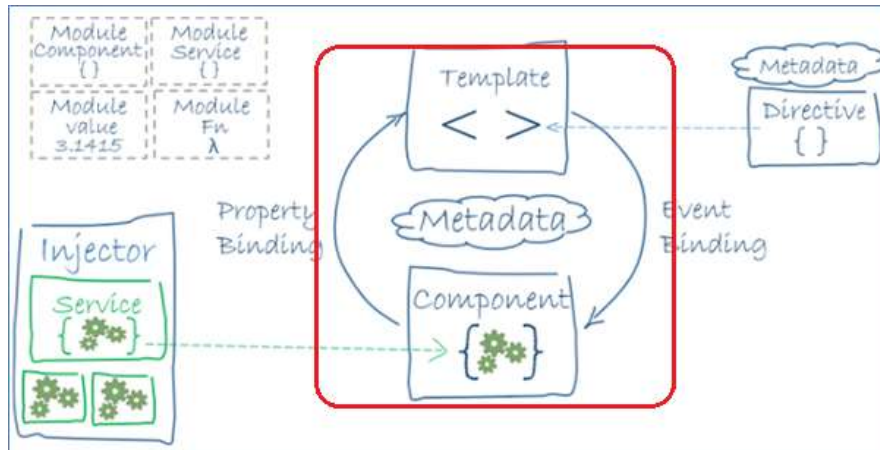 Module
Component
{ }
Module
Service
{ }
Module
value
3.1415
Module
Fn
λ
Template
< >
Metadata
Directive
{ }
Property
Binding
Metadata
Event
Binding
Injector
Service
{ }
Component
{ }